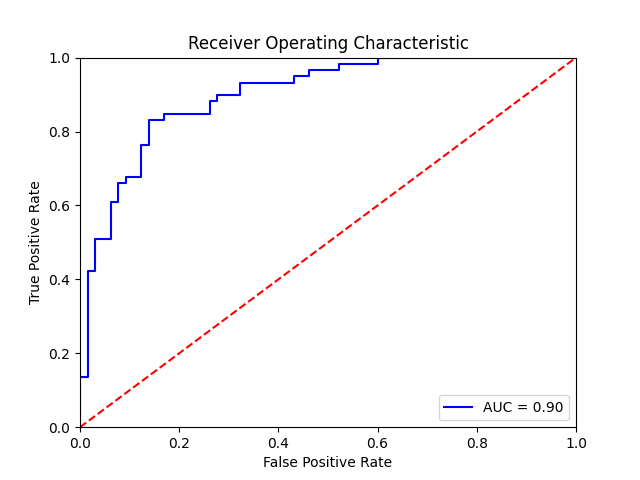 Receiver Operating Characteristic
1.0
0.8
0.6
0.4
0.2
0.0
True Positive Rate
AUC = 0.90
0.0 0.2 0.4 0.6 0.8 1.0
False Positive Rate